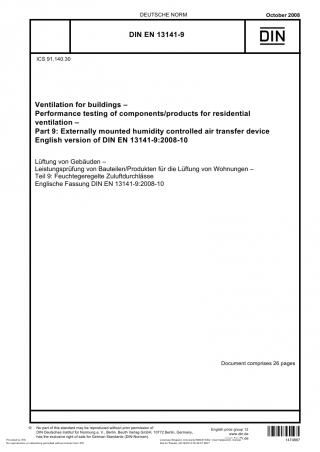 DEUTSCHE NORM
October 2008
DIN EN 13141-9
DIN
ICS 91.140.30
Ventilation for buildings –
Performance testing of components/products for residential
ventilation –
Part 9: Externally mounted humidity controlled air transfer device
English version of DIN EN 13141-9:2008-10
Lüftung von Gebäuden –
Leistungsprüfung von Bauteilen/Produkten für die Lüftung von Wohnungen –
Teil 9: Feuchtegeregelte Zuluftdurchlässe
Englische Fassung DIN EN 13141-9:2008-10
Document comprises 26 pages
© No part of this standard may be reproduced without prior permission of
DIN Deutsches Institut für Normung e. V., Berlin. Beuth Verlag GmbH, 10772 Berlin, Germany,
has the exclusive right of sale for German Standards (DIN-Normen).
English price group 12
www.din.de